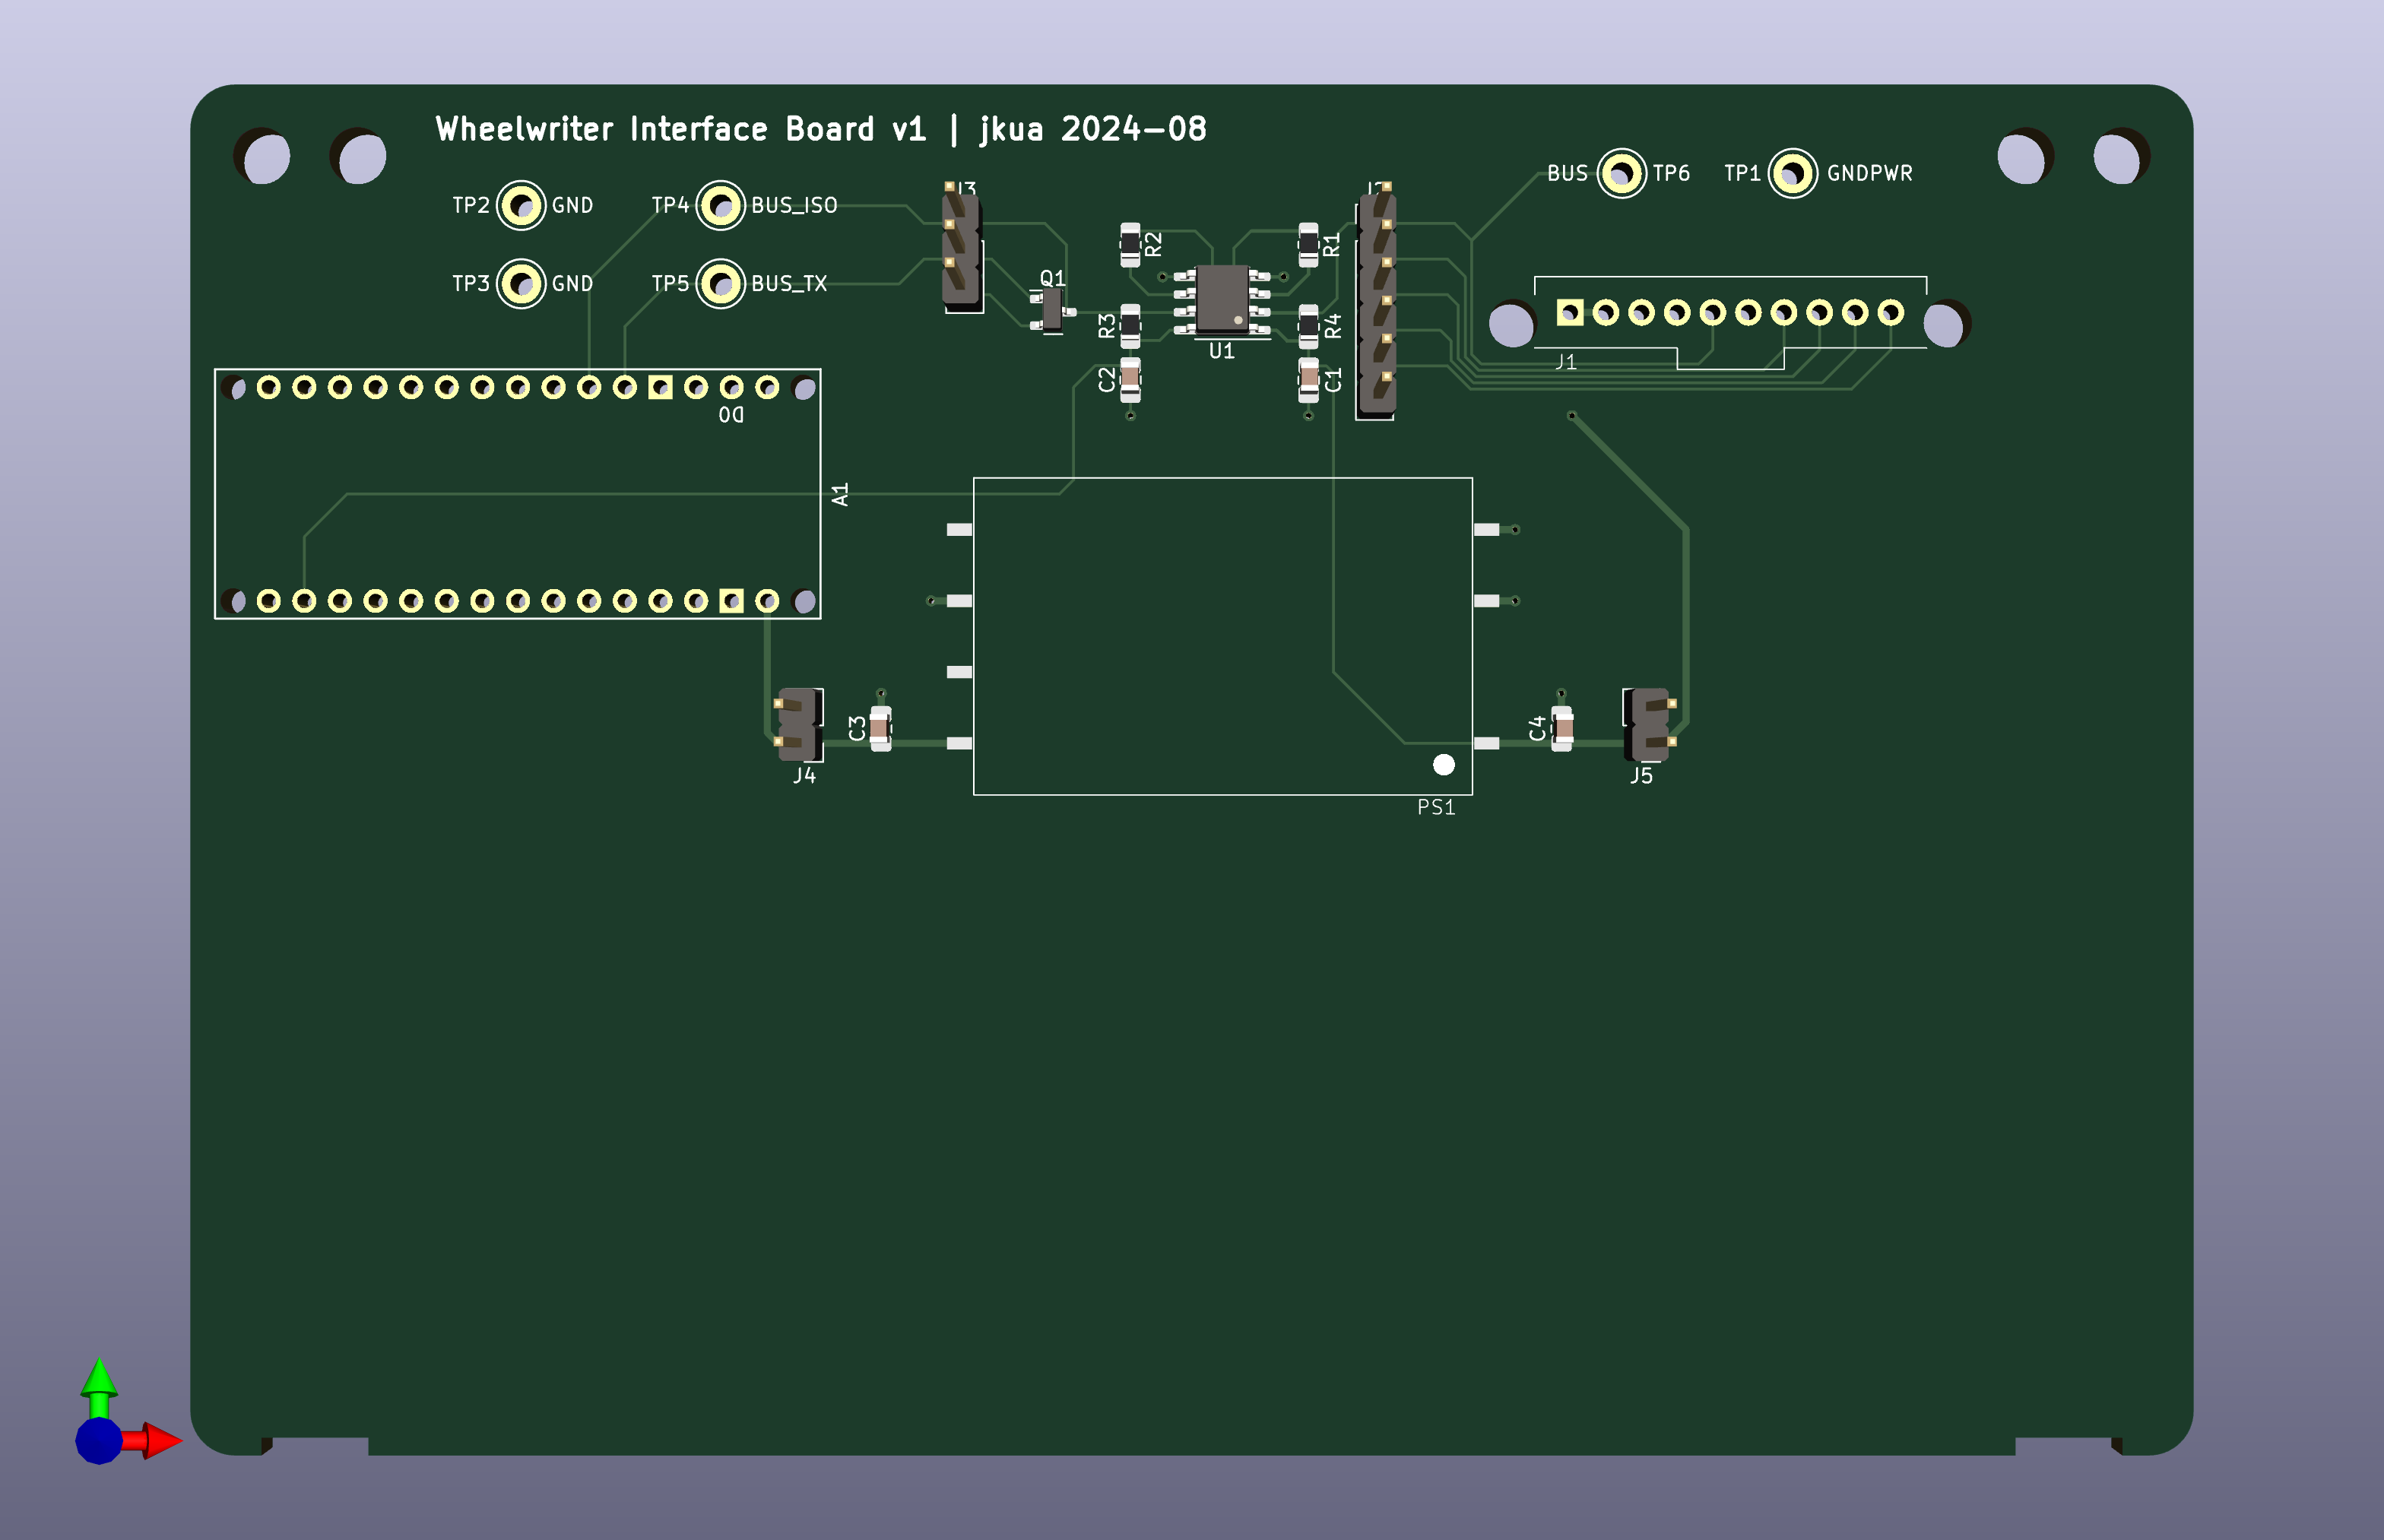 Wheelwriter Interface Board v1 | jkua 2024-08
BUS TP6 TP1 GNDPWR
TP2 GND TP4 BUS_ISO
J3
R2 R1
TP3 GND TP5 BUS_TX
Q1
R3 R4
U1
J1
C2 C1
D0
A1
C3 C4
J4 J5
PS1